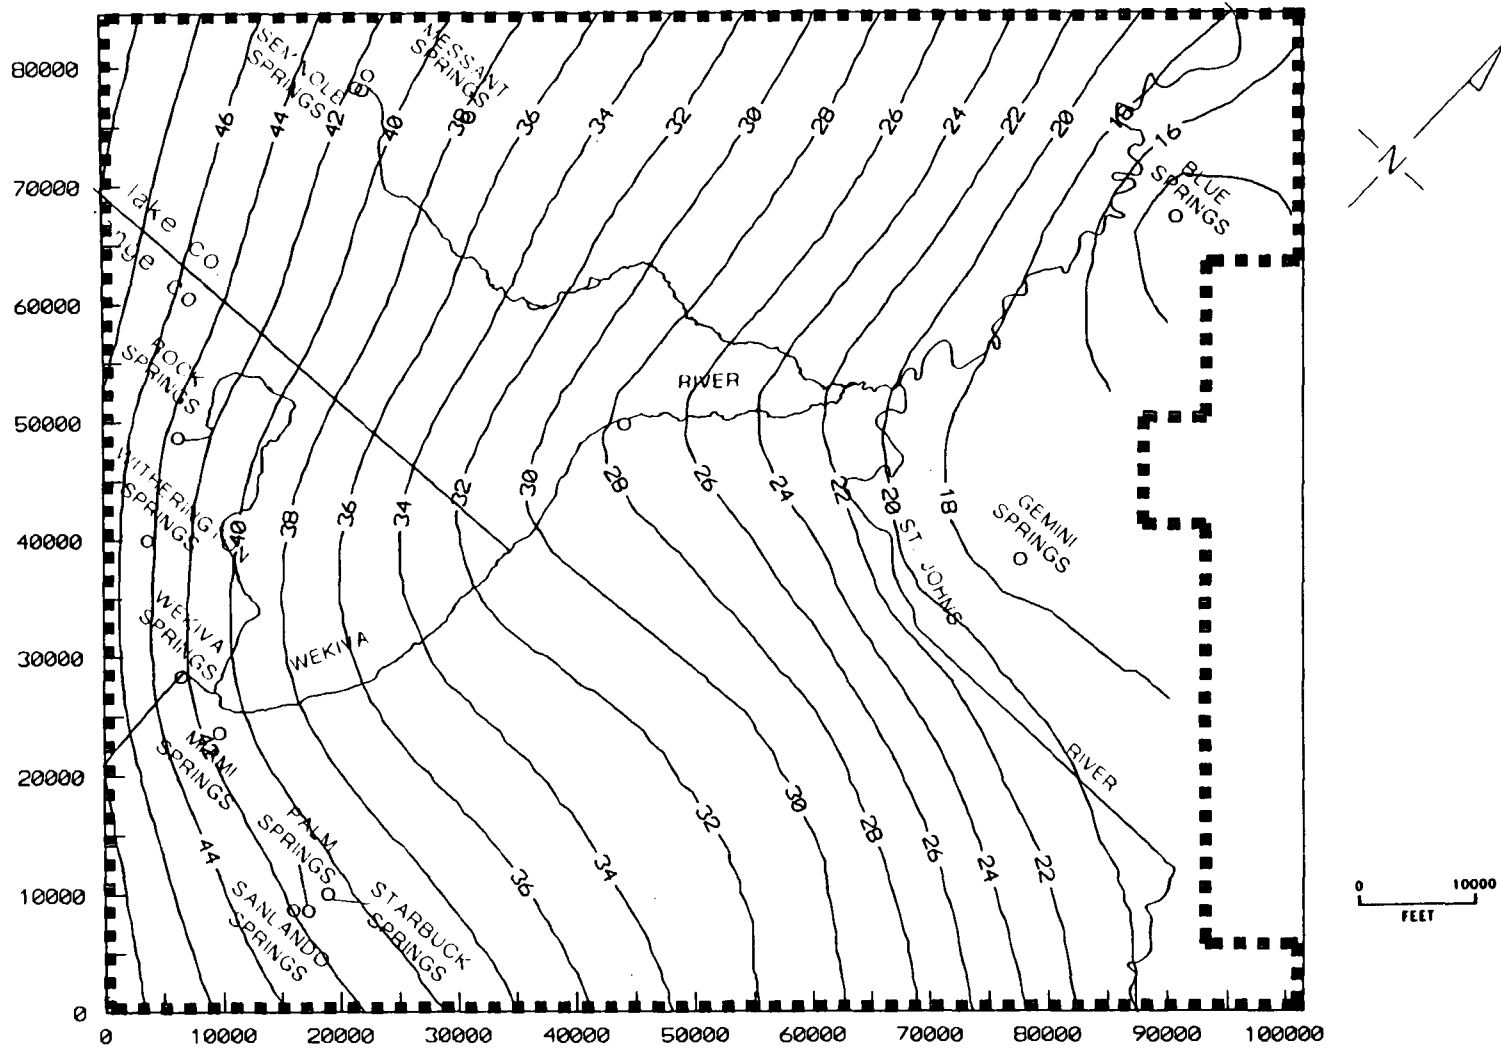 80000
70000
60000
50000
40000
30000
20000
10000
0
0 10000 20000 30000 40000 50000 60000 70000 80000 90000 100000
SEMINOLE
SPRINGS
MESSANT
SPRINGS
46 44 42 40 38 36 34 32 30 28 26 24 22 20 18 16
BLUE
SPRINGS
N
lake CO.
nge CO
ROCK
SPRINGS
RIVER
WITHERINGTON
SPRINGS
40 38 36 34 32 30 28 26 24 22 20 18
GEMINI
SPRINGS
ST. JOHNS
WEKIVA
SPRINGS
WEKIVA
RIVER
42
MIAMI
SPRINGS
PALM
SPRINGS
44 36 34 32 30 28 26 24 22
SANLANDO
SPRINGS
STARBUCK
SPRINGS
0 10000
FEET